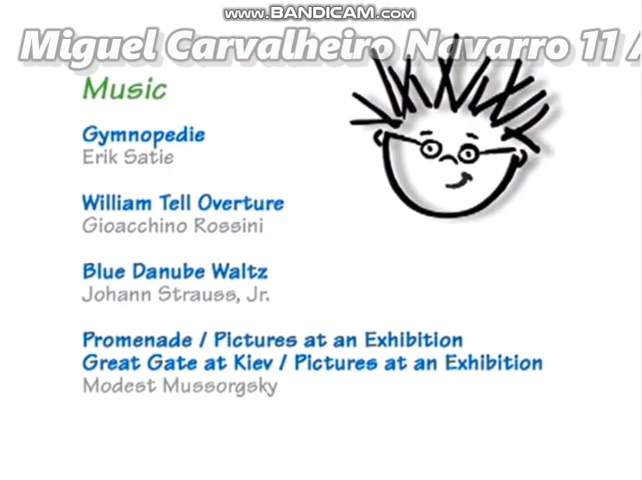 www.BANDICAM.com
Miguel Carvalheiro Navarro 11 /
Music
Gymnopedie
Erik Satie
William Tell Overture
Gioacchino Rossini
Blue Danube Waltz
Johann Strauss, Jr.
Promenade / Pictures at an Exhibition
Great Gate at Kiev / Pictures at an Exhibition
Modest Mussorgsky